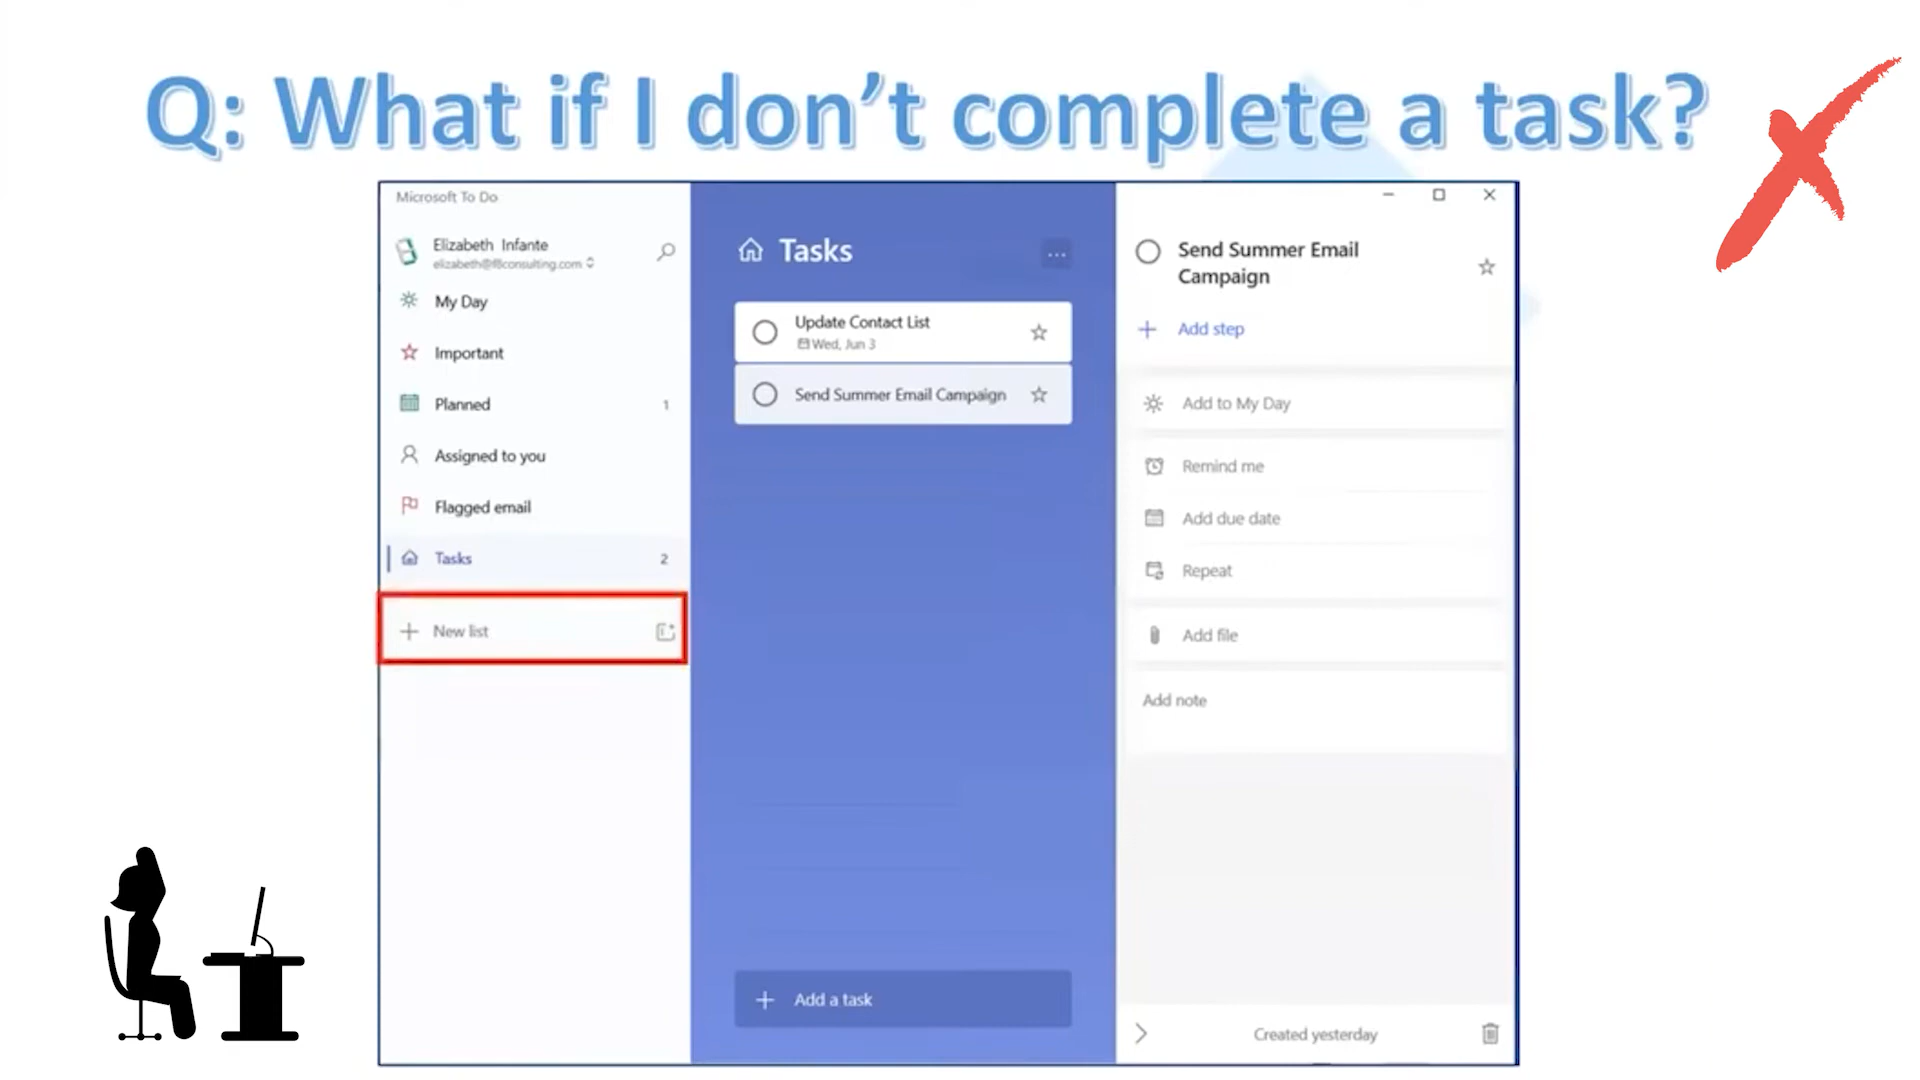 Q: What if I don't complete a task?
Microsoft To Do
Elizabeth Infante
elizabeth@f8consulting.com
My Day
Important
Planned 1
Assigned to you
Flagged email
Tasks 2
New list
Tasks
Update Contact List
Wed, Jun 3
Send Summer Email Campaign
Add a task
Send Summer Email
Campaign
Add step
Add to My Day
Remind me
Add due date
Repeat
Add file
Add note
Created yesterday